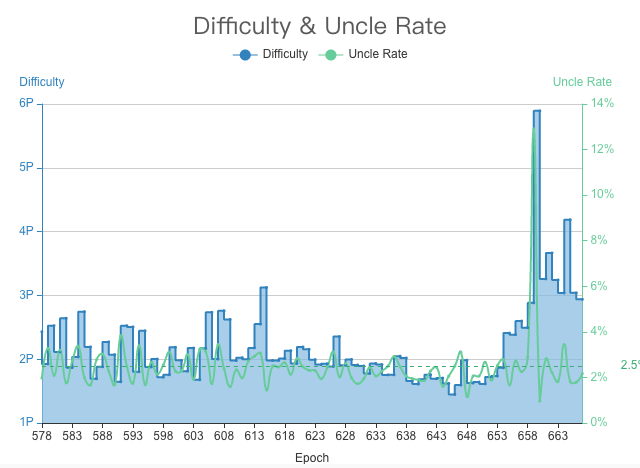 Difficulty & Uncle Rate
Difficulty Uncle Rate
Difficulty Uncle Rate
6P 14%
12%
5P
10%
4P
8%
3P 6%
4%
2P
2.5%
2%
1P 0%
578 583 588 593 598 603 608 613 618 623 628 633 638 643 648 653 658 663
Epoch